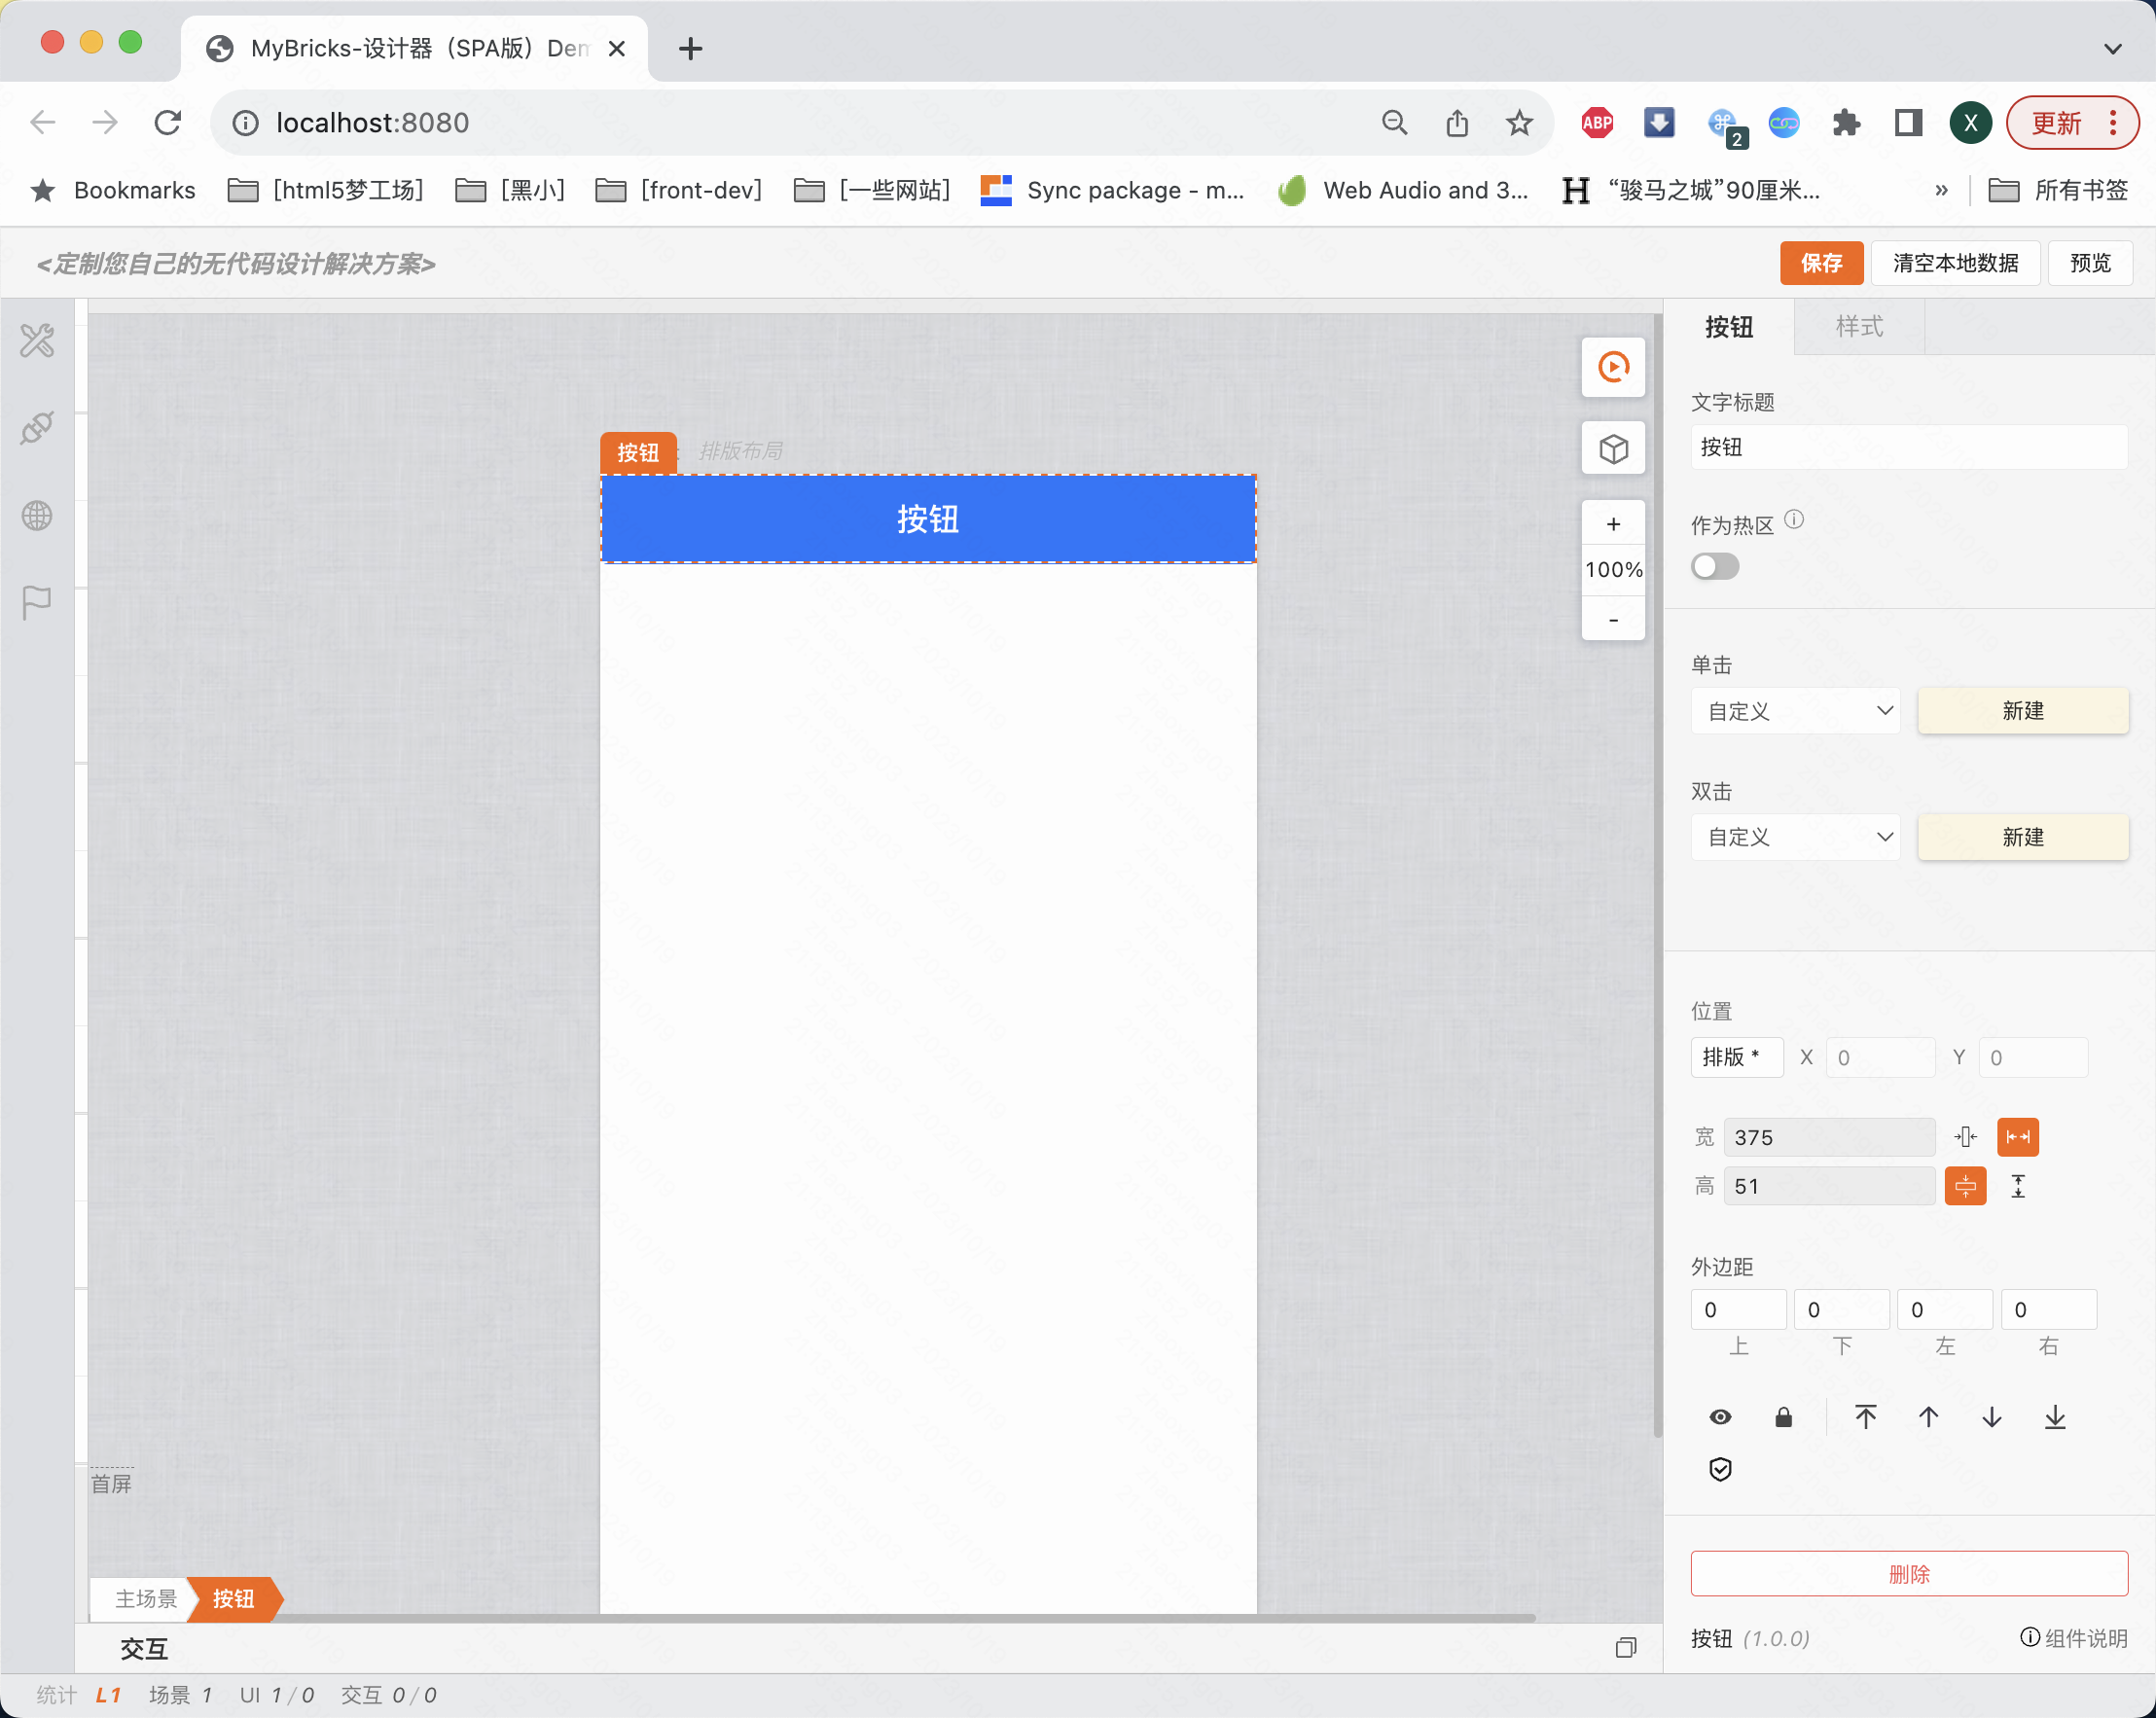 MyBricks-设计器（SPA版）Dem
localhost:8080
ABP
2
X
更新
Bookmarks
[html5梦工场]
[黑小]
[front-dev]
[一些网站]
Sync package - m...
Web Audio and 3...
H
“骏马之城”90厘米...
»
所有书签
<定制您自己的无代码设计解决方案>
保存
清空本地数据
预览
按钮
样式
文字标题
按钮
作为热区
按钮
排版布局
按钮
+
100%
-
单击
自定义
新建
双击
自定义
新建
位置
排版 *
X
0
Y
0
宽
375
高
51
外边距
0
0
0
0
上
下
左
右
首屏
删除
主场景
按钮
按钮 (1.0.0)
组件说明
交互
统计 L1 场景 1 UI 1 / 0 交互 0 / 0